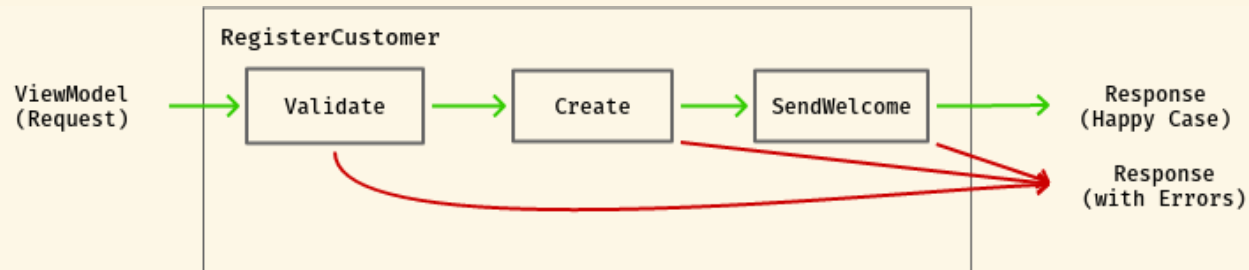 RegisterCustomer
ViewModel
(Request)
Validate
Create
SendWelcome
Response
(Happy Case)
Response
(with Errors)